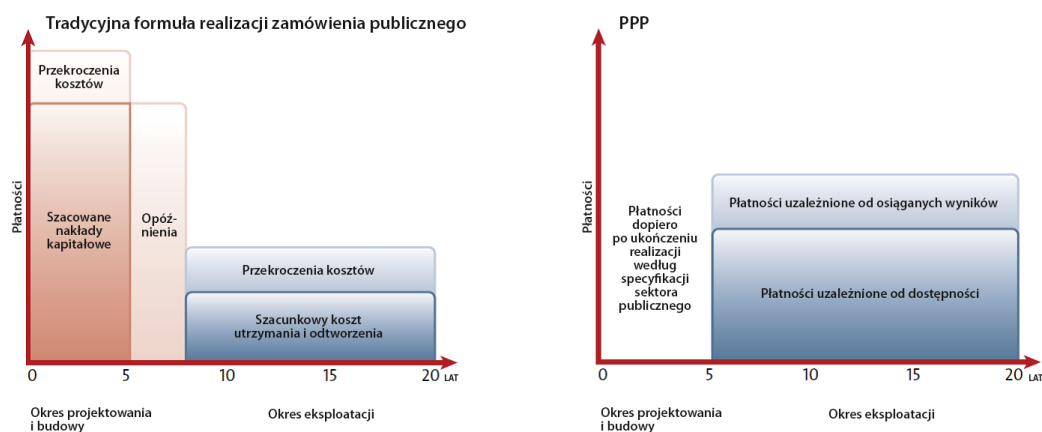 Tradycyjna formuła realizacji zamówienia publicznego
Płatności
Przekroczenia
kosztów
Szacowane
nakłady
kapitałowe
Opóź-
nienia
Przekroczenia kosztów
Szacunkowy koszt
utrzymania i odtworzenia
0 5 10 15 20 LAT
Okres projektowania
i budowy
Okres eksploatacji
PPP
Płatności
Płatności
dopiero
po ukończeniu
realizacji
według
specyfikacji
sektora
publicznego
Płatności uzależnione od osiąganych wyników
Płatności uzależnione od dostępności
0 5 10 15 20 LAT
Okres projektowania
i budowy
Okres eksploatacji